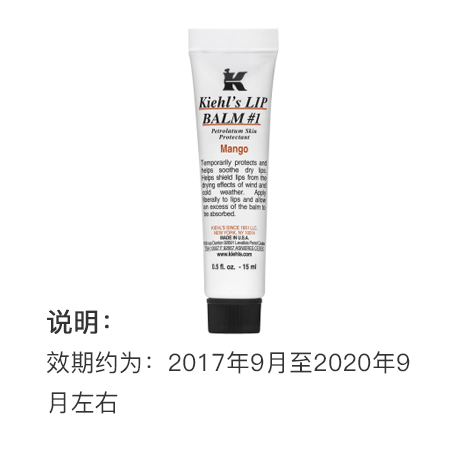 K
Kiehl's LIP
BALM #1
Petrolatum Skin
Protectant
Mango
Temporarily protects and
helps soothe dry lips.
Helps shield lips from the
drying effects of wind and
cold weather. Apply
liberally to lips and allow
an excess of the balm to
be absorbed.
KIEHL'S SINCE 1851 LLC.
NEW YORK, NY 10019
MADE IN U.S.A.
www.kiehls.com
0.5 fl. oz. - 15 ml
说明：
效期约为：2017年9月至2020年9
月左右